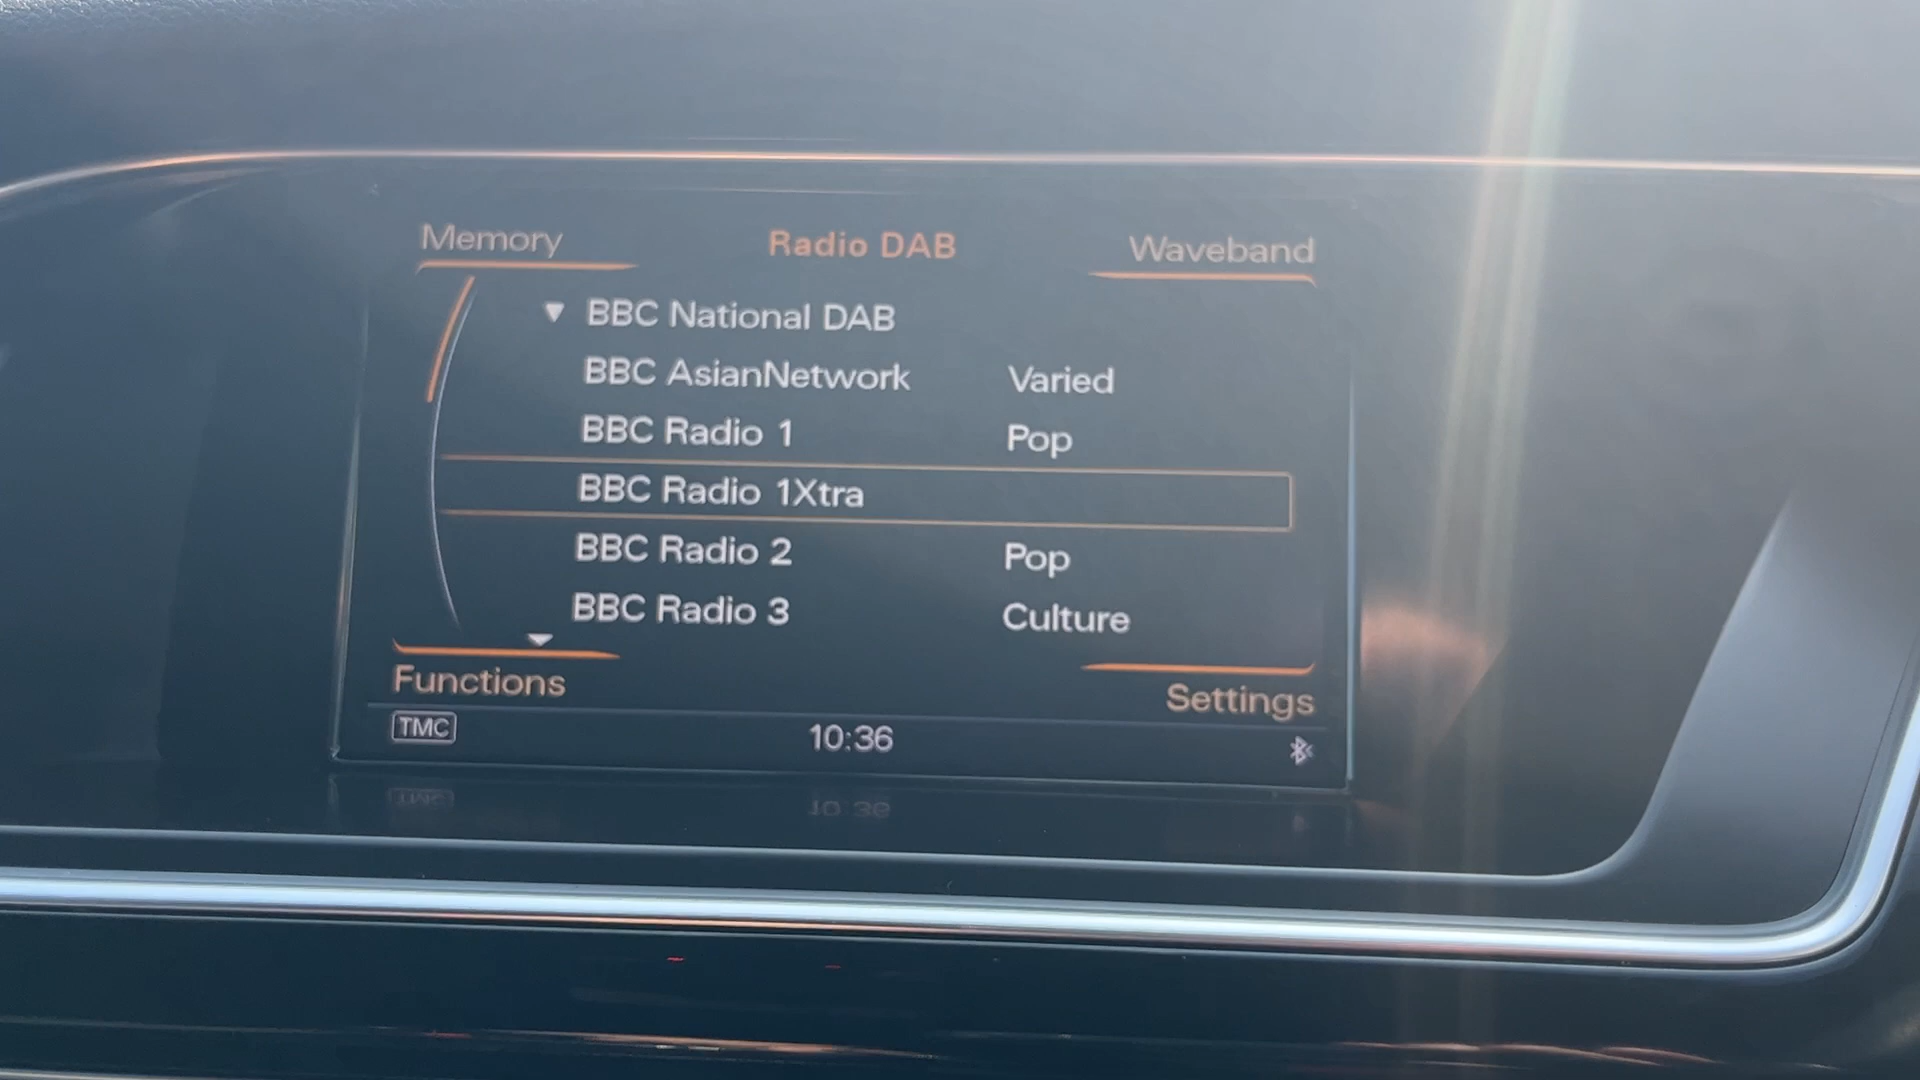 Memory Radio DAB Waveband
BBC National DAB
BBC AsianNetwork Varied
BBC Radio 1 Pop
BBC Radio 1Xtra
BBC Radio 2 Pop
BBC Radio 3 Culture
Functions Settings
TMC 10:36